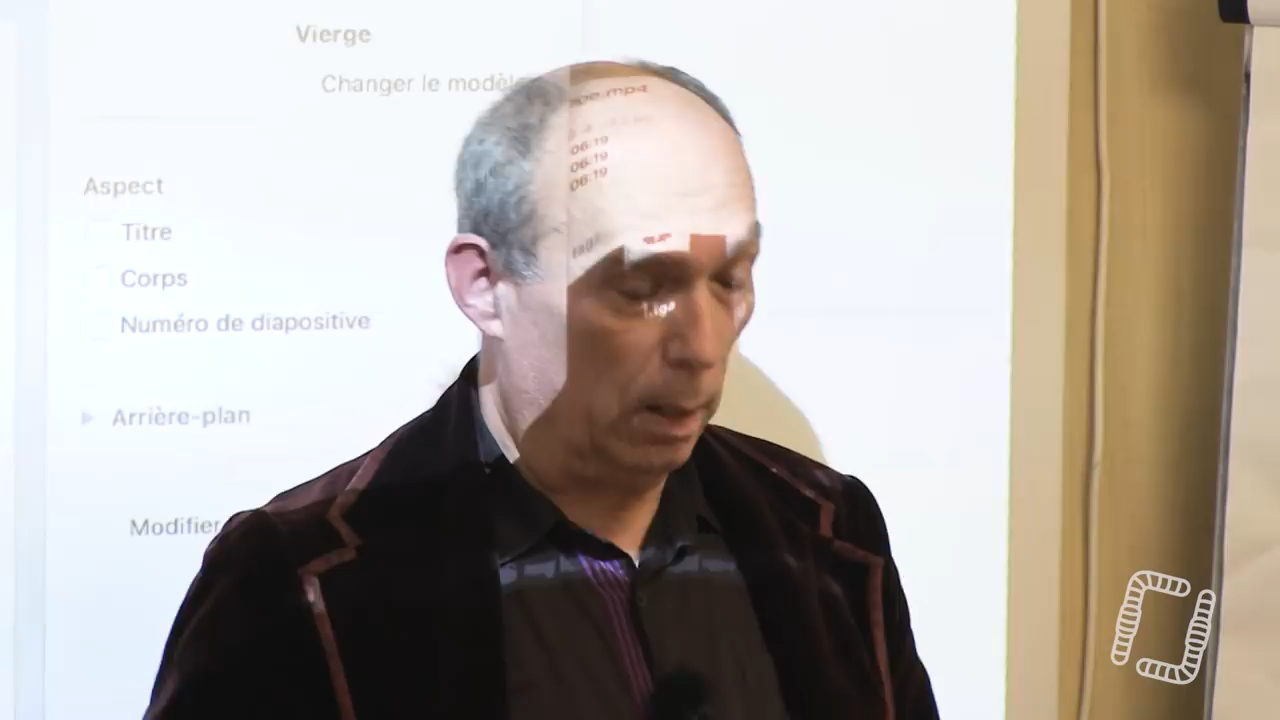 Vierge
Changer le modèle
.mp4
06:19
06:19
06:19
Aspect
Titre
Corps
Numéro de diapositive
Arrière-plan
Modifier